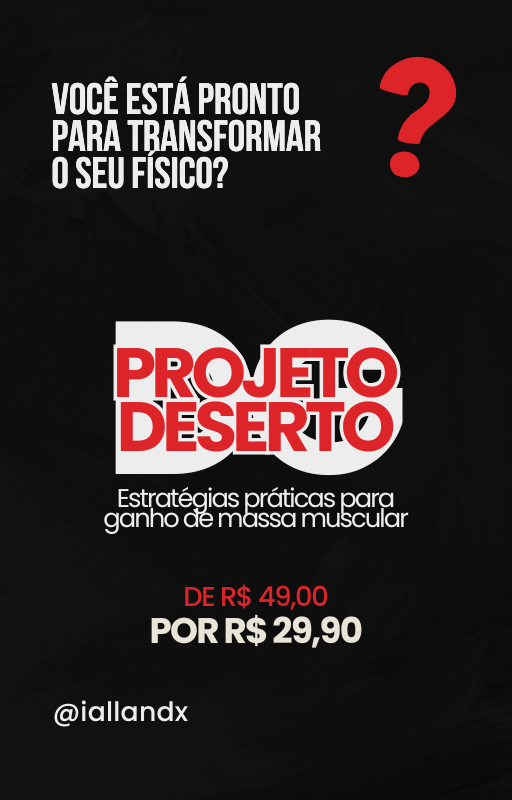 VOCÊ ESTÁ PRONTO
PARA TRANSFORMAR
O SEU FÍSICO?
?
PROJETO
DESERTO
Estratégias práticas para
ganho de massa muscular
DE R$ 49,00
POR R$ 29,90
@iallandx